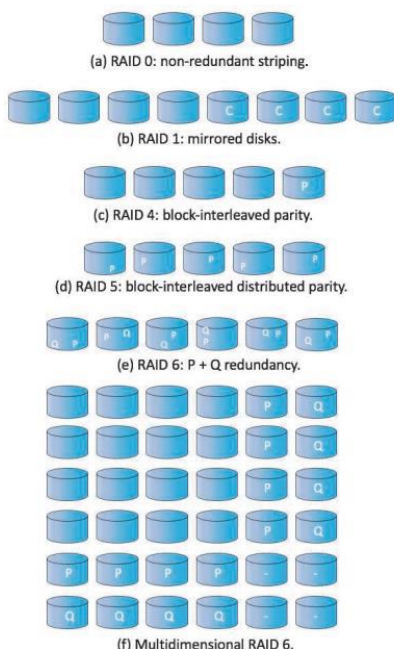 (a) RAID 0: non-redundant striping.
C C C C
(b) RAID 1: mirrored disks.
P
(c) RAID 4: block-interleaved parity.
P P P P P
(d) RAID 5: block-interleaved distributed parity.
Q P P Q Q P Q P Q P Q P
(e) RAID 6: P + Q redundancy.
P Q
P Q
P Q
P Q
P P P P - -
Q Q Q Q - -
(f) Multidimensional RAID 6.